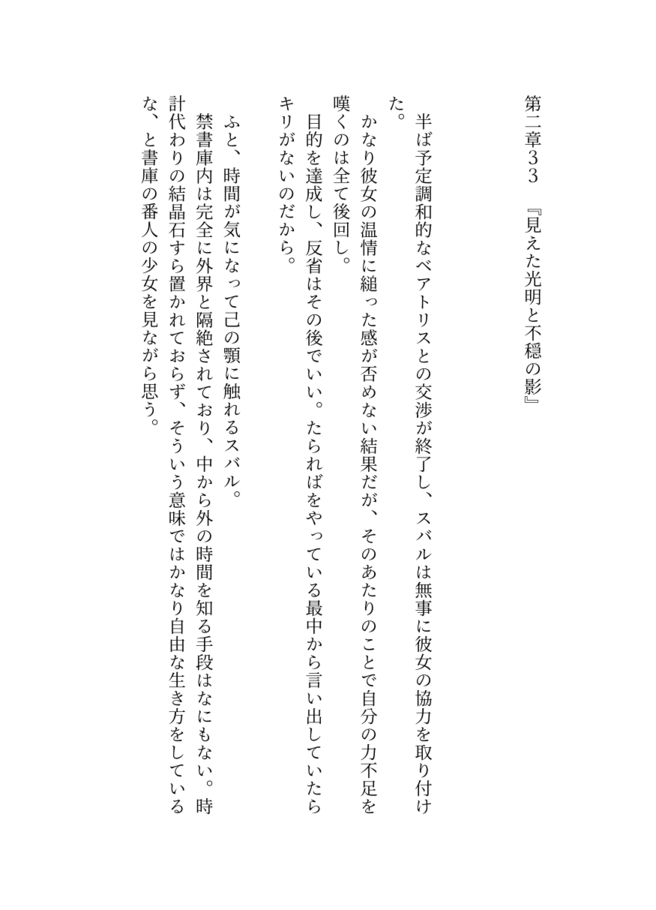 第二章３３　『見えた光明と不穏の影』
　半ば予定調和的なベアトリスとの交渉が終了し、スバルは無事に彼女の協力を取り付け
た。
　かなり彼女の温情に縋った感が否めない結果だが、そのあたりのことで自分の力不足を
嘆くのは全て後回し。
　目的を達成し、反省はその後でいい。たらればをやっている最中から言い出していたら
キリがないのだから。
　ふと、時間が気になって己の顎に触れるスバル。
　禁書庫内は完全に外界と隔絶されており、中から外の時間を知る手段はなにもない。時
計代わりの結晶石すら置かれておらず、そういう意味ではかなり自由な生き方をしている
な、と書庫の番人の少女を見ながら思う。